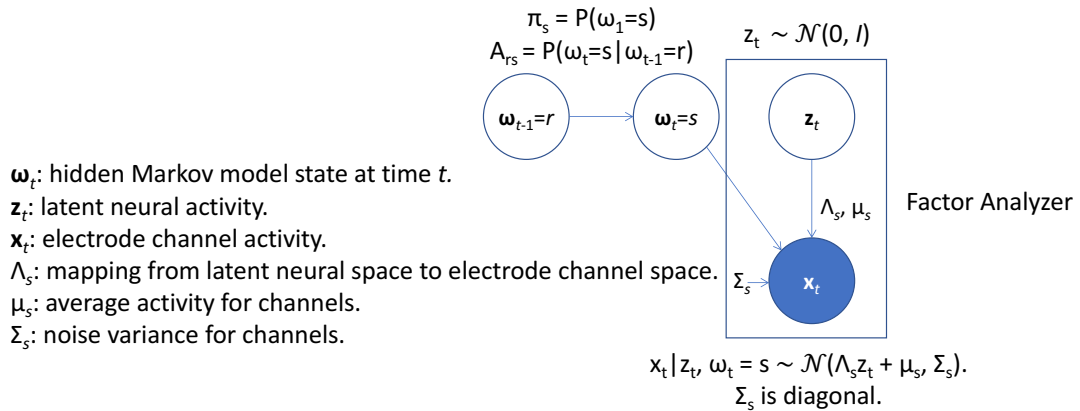 π_s = P(ω_1=s)
A_rs = P(ω_t=s|ω_t-1=r)
z_t ~ 𝒩(0, I)
ω_t-1=r
ω_t=s
z_t
ω_t: hidden Markov model state at time t.
z_t: latent neural activity.
x_t: electrode channel activity.
Λ_s: mapping from latent neural space to electrode channel space.
μ_s: average activity for channels.
Σ_s: noise variance for channels.
Λ_s, μ_s
Factor Analyzer
Σ_s
x_t
x_t|z_t, ω_t = s ~ 𝒩(Λ_sz_t + μ_s, Σ_s).
Σ_s is diagonal.